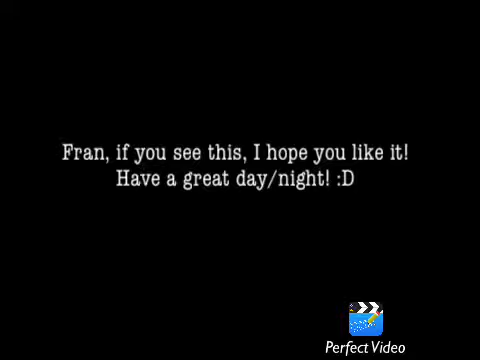 Fran, if you see this, I hope you like it!
Have a great day/night! :D
Perfect Video